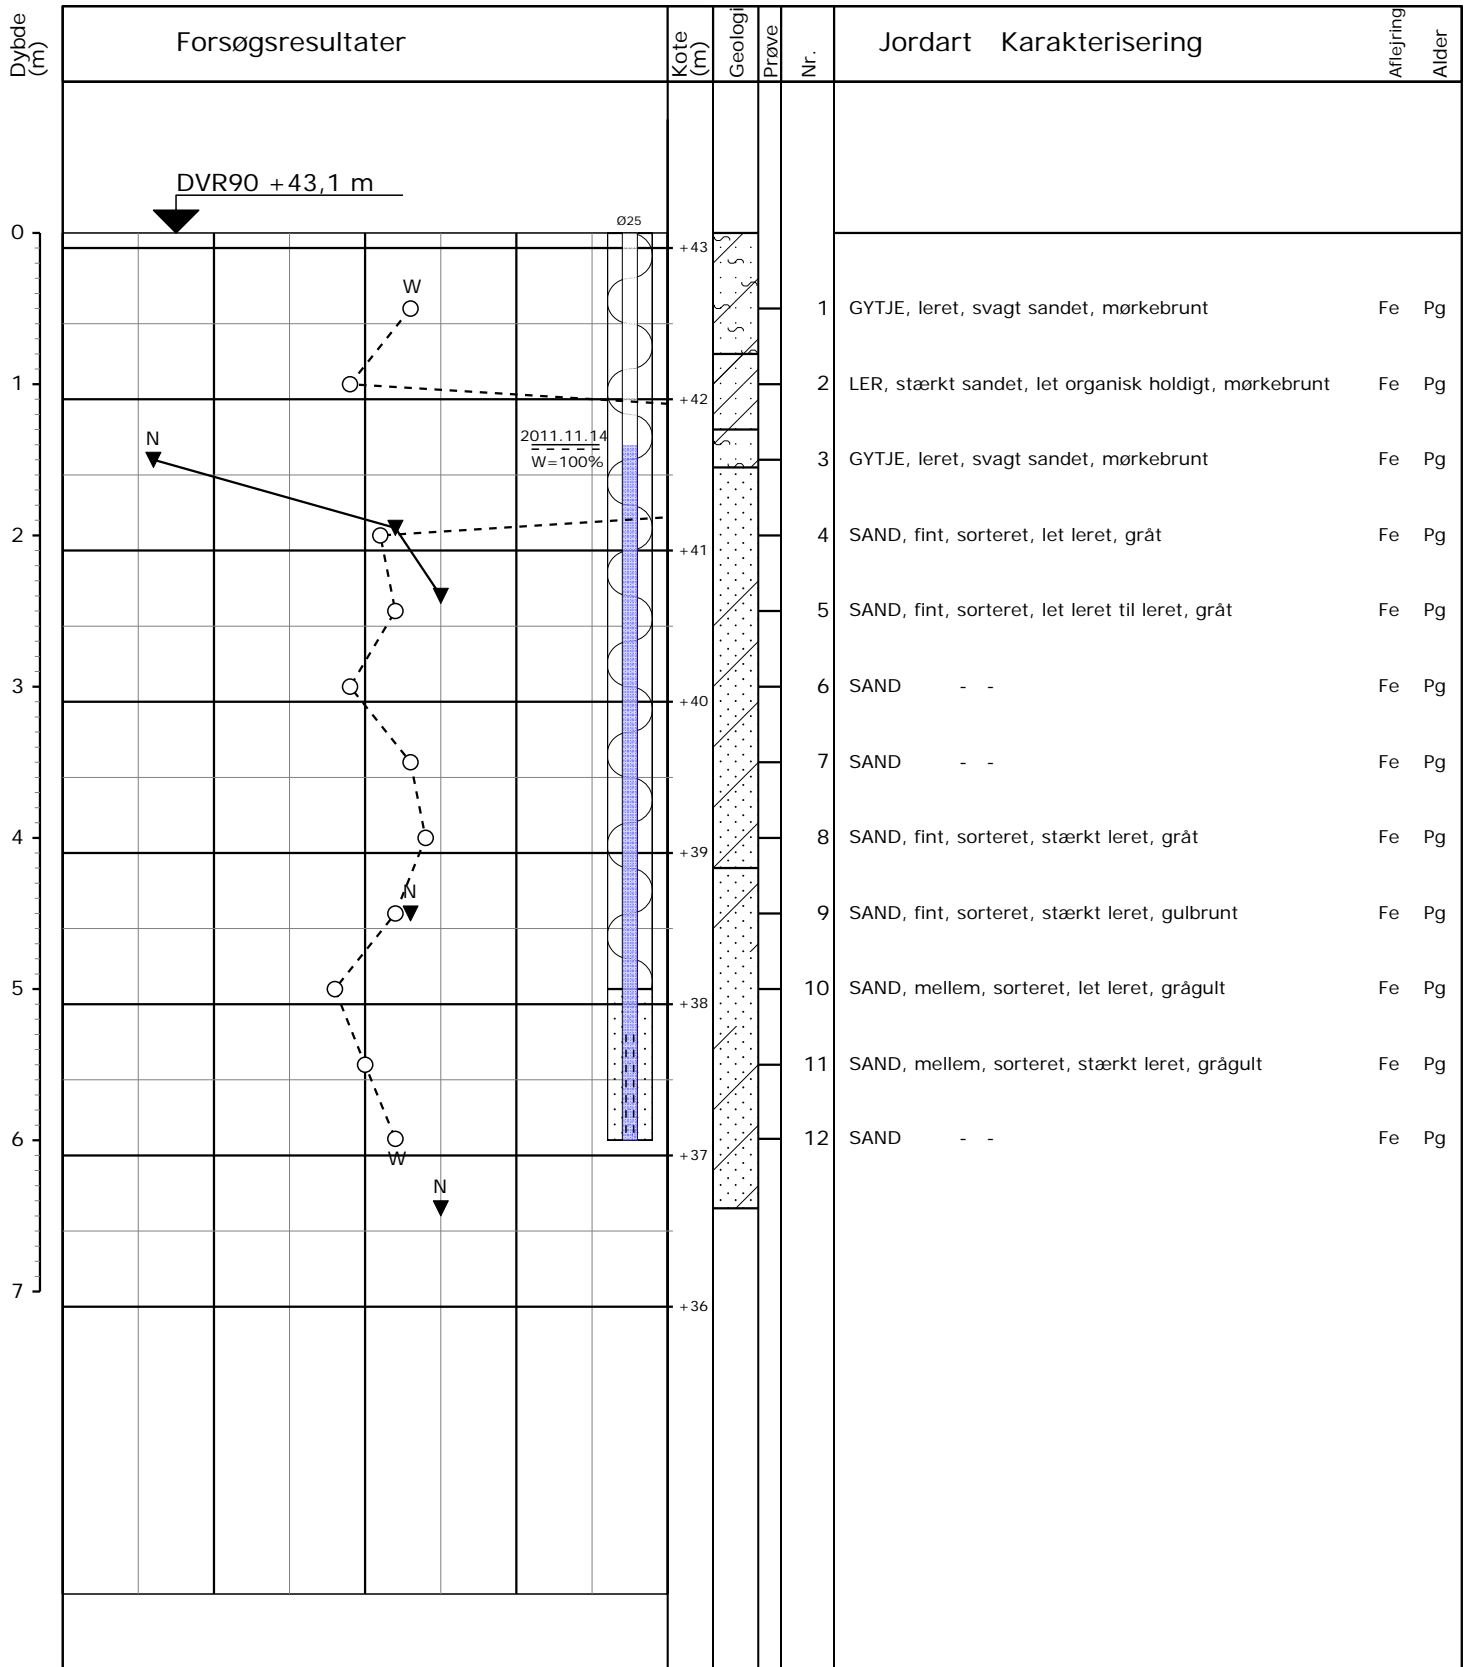 Dybde (m)
Forsøgsresultater
Kote (m)
Geologi
Prøve
Nr.
Jordart Karakterisering
Aflejring
Alder
DVR90 +43,1 m
Ø25
0
+43
W
1 GYTJE, leret, svagt sandet, mørkebrunt Fe Pg
1
2 LER, stærkt sandet, let organisk holdigt, mørkebrunt Fe Pg
+42
N
2011.11.14
W=100%
3 GYTJE, leret, svagt sandet, mørkebrunt Fe Pg
2
4 SAND, fint, sorteret, let leret, gråt Fe Pg
+41
5 SAND, fint, sorteret, let leret til leret, gråt Fe Pg
3
6 SAND - - Fe Pg
+40
7 SAND - - Fe Pg
4
8 SAND, fint, sorteret, stærkt leret, gråt Fe Pg
+39
N
9 SAND, fint, sorteret, stærkt leret, gulbrunt Fe Pg
5
10 SAND, mellem, sorteret, let leret, grågult Fe Pg
+38
11 SAND, mellem, sorteret, stærkt leret, grågult Fe Pg
6
12 SAND - - Fe Pg
W
+37
N
7
+36